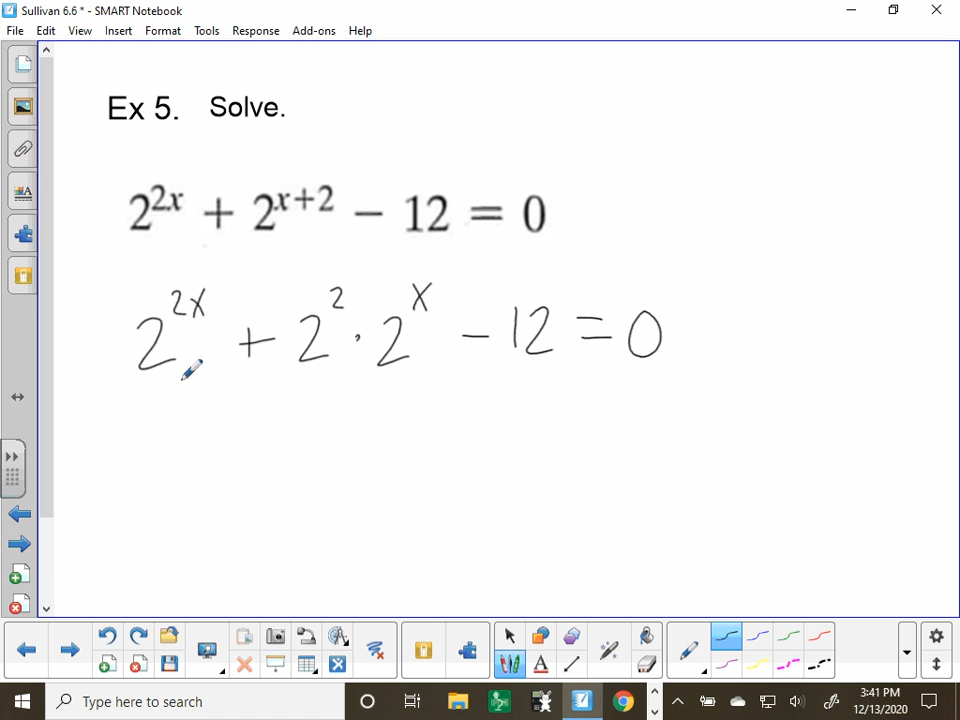 Sullivan 6.6 * - SMART Notebook
File Edit View Insert Format Tools Response Add-ons Help
Ex 5. Solve.
2^{2x} + 2^{x+2} − 12 = 0
2^{2x} + 2^{2} · 2^{x} − 12 = 0
Type here to search
3:41 PM
12/13/2020